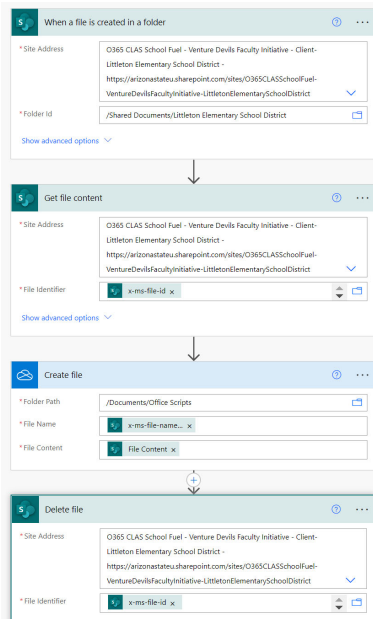 When a file is created in a folder
* Site Address
O365 CLAS School Fuel - Venture Devils Faculty Initiative - Client-
Littleton Elementary School District -
https://arizonastateu.sharepoint.com/sites/O365CLASSchoolFuel-
VentureDevilsFacultyInitiative-LittletonElementarySchoolDistrict
* Folder Id
/Shared Documents/Littleton Elementary School District
Show advanced options
Get file content
* Site Address
O365 CLAS School Fuel - Venture Devils Faculty Initiative - Client-
Littleton Elementary School District -
https://arizonastateu.sharepoint.com/sites/O365CLASSchoolFuel-
VentureDevilsFacultyInitiative-LittletonElementarySchoolDistrict
* File Identifier
x-ms-file-id x
Show advanced options
Create file
* Folder Path
/Documents/Office Scripts
* File Name
x-ms-file-name... x
* File Content
File Content x
Delete file
* Site Address
O365 CLAS School Fuel - Venture Devils Faculty Initiative - Client-
Littleton Elementary School District -
https://arizonastateu.sharepoint.com/sites/O365CLASSchoolFuel-
VentureDevilsFacultyInitiative-LittletonElementarySchoolDistrict
* File Identifier
x-ms-file-id x